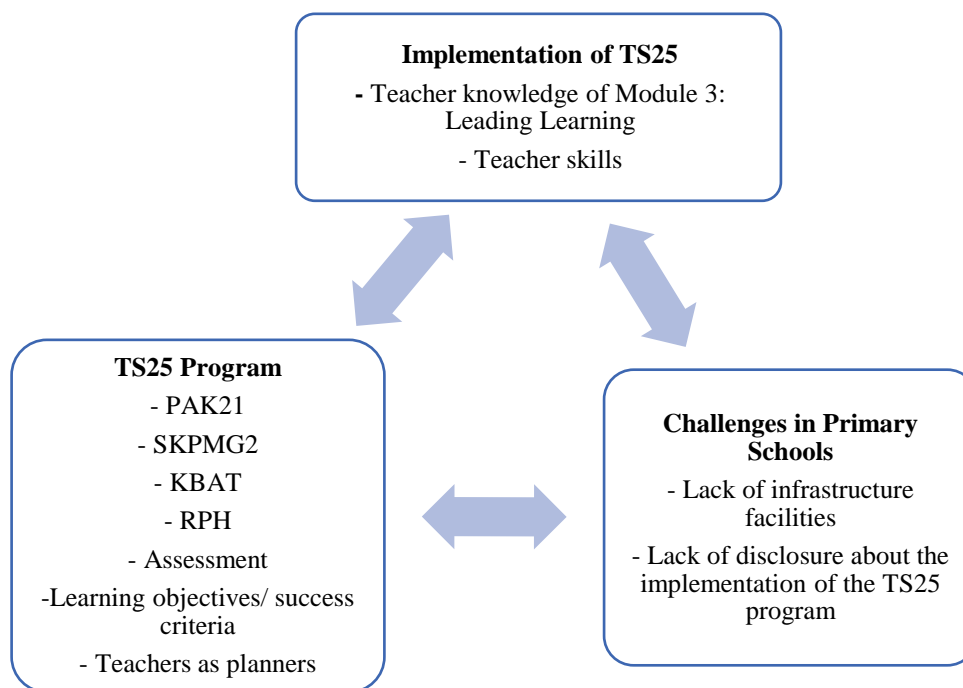 Implementation of TS25
- Teacher knowledge of Module 3:
Leading Learning
- Teacher skills
TS25 Program
- PAK21
- SKPMG2
- KBAT
- RPH
- Assessment
-Learning objectives/ success
criteria
- Teachers as planners
Challenges in Primary
Schools
- Lack of infrastructure
facilities
- Lack of disclosure about the
implementation of the TS25
program